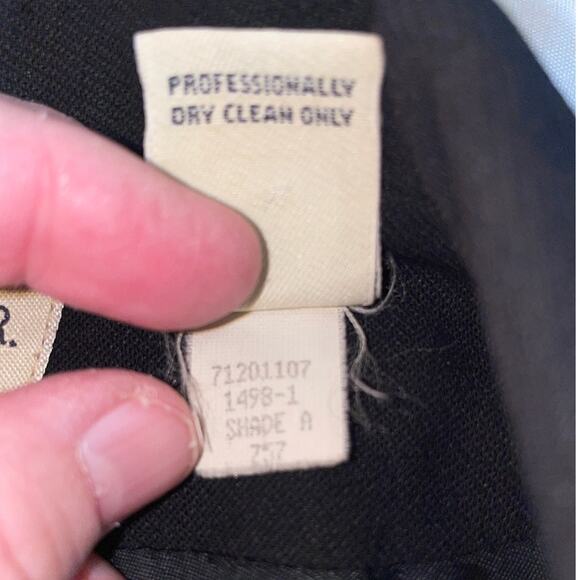 PROFESSIONALLY
DRY CLEAN ONLY
R.
71201107
1498-1
SHADE A
757